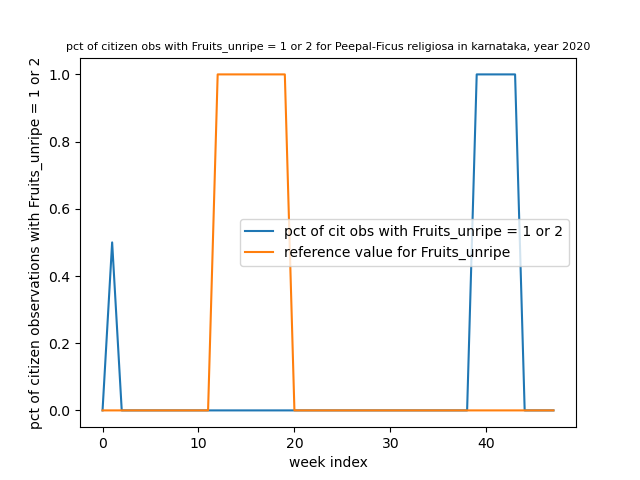 pct of citizen obs with Fruits_unripe = 1 or 2 for Peepal-Ficus religiosa in karnataka, year 2020
pct of citizen observations with Fruits_unripe = 1 or 2
1.0
0.8
0.6
0.4
0.2
0.0
pct of cit obs with Fruits_unripe = 1 or 2
reference value for Fruits_unripe
0 10 20 30 40
week index